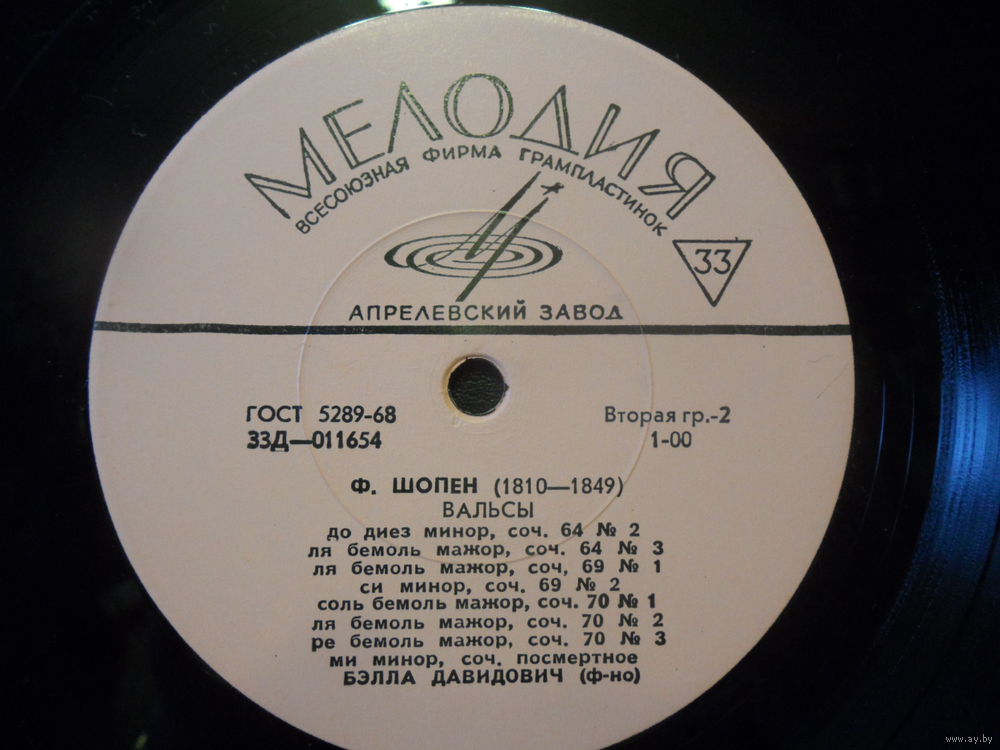 МЕЛОДИЯ
ВСЕСОЮЗНАЯ ФИРМА ГРАМПЛАСТИНОК
33
АПРЕЛЕВСКИЙ ЗАВОД
ГОСТ 5289-68 Вторая гр.-2
33Д—011654 1-00
Ф. ШОПЕН (1810—1849)
ВАЛЬСЫ
до диез минор, соч. 64 № 2
ля бемоль мажор, соч. 64 № 3
ля бемоль мажор, соч, 69 № 1
си минор, соч. 69 № 2
соль бемоль мажор, соч. 70 № 1
ля бемоль мажор, соч. 70 № 2
ре бемоль мажор, соч. 70 № 3
ми минор, соч. посмертное
БЭЛЛА ДАВИДОВИЧ (ф-но)
www.ay.by